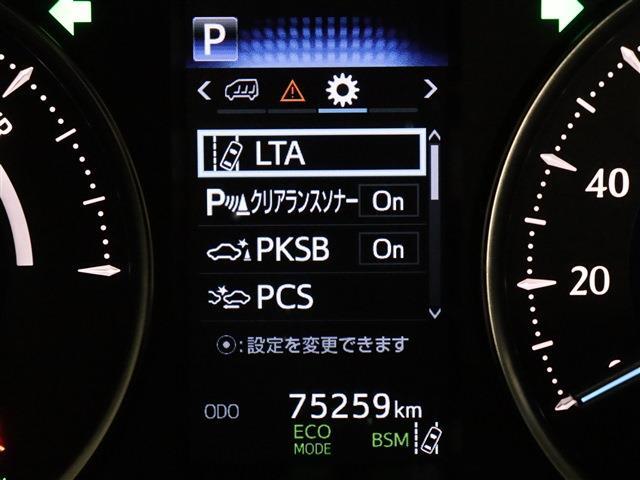 P
LTA
クリアランスソナー On
PKSB On
PCS
:設定を変更できます
ODO 75259km
ECO
MODE
BSM
40
20